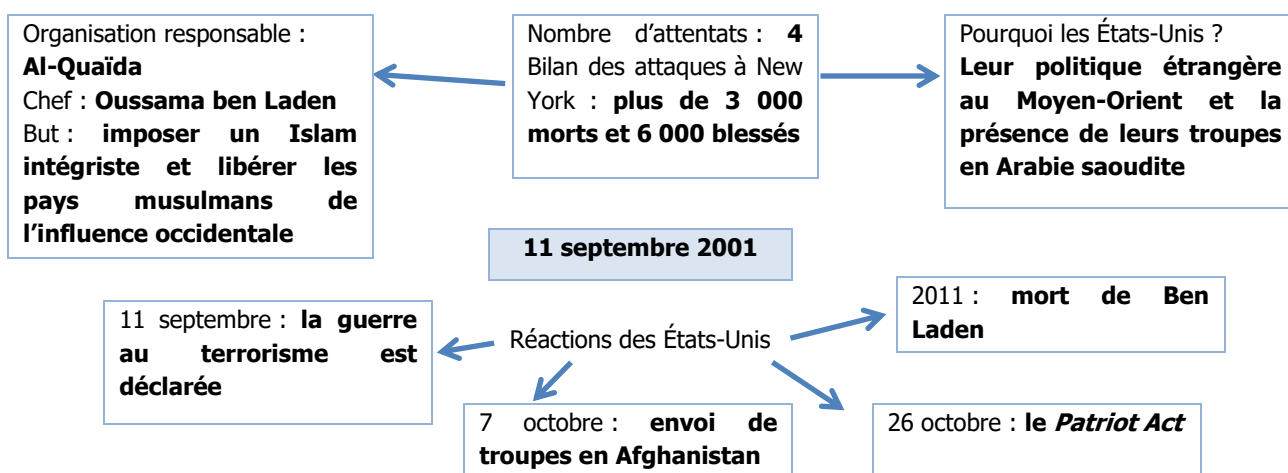 Organisation responsable :
Al-Quaïda
Chef : Oussama ben Laden
But : imposer un Islam
intégriste et libérer les
pays musulmans de
l’influence occidentale
Nombre d’attentats : 4
Bilan des attaques à New
York : plus de 3 000
morts et 6 000 blessés
Pourquoi les États-Unis ?
Leur politique étrangère
au Moyen-Orient et la
présence de leurs troupes
en Arabie saoudite
11 septembre 2001
11 septembre : la guerre
au terrorisme est
déclarée
Réactions des États-Unis
2011 : mort de Ben
Laden
7 octobre : envoi de
troupes en Afghanistan
26 octobre : le Patriot Act